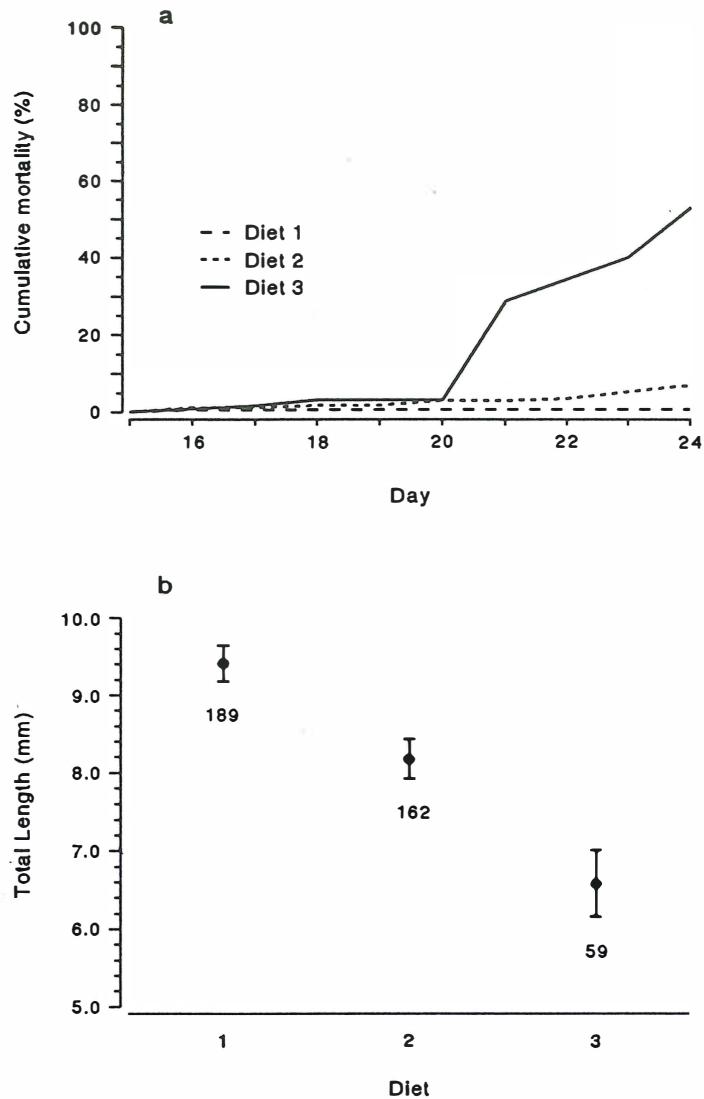 a
100
80
60
40
20
0
Cumulative mortality (%)
Diet 1
Diet 2
Diet 3
16 18 20 22 24
Day
b
10.0
9.0
8.0
7.0
6.0
5.0
Total Length (mm)
189
162
59
1 2 3
Diet